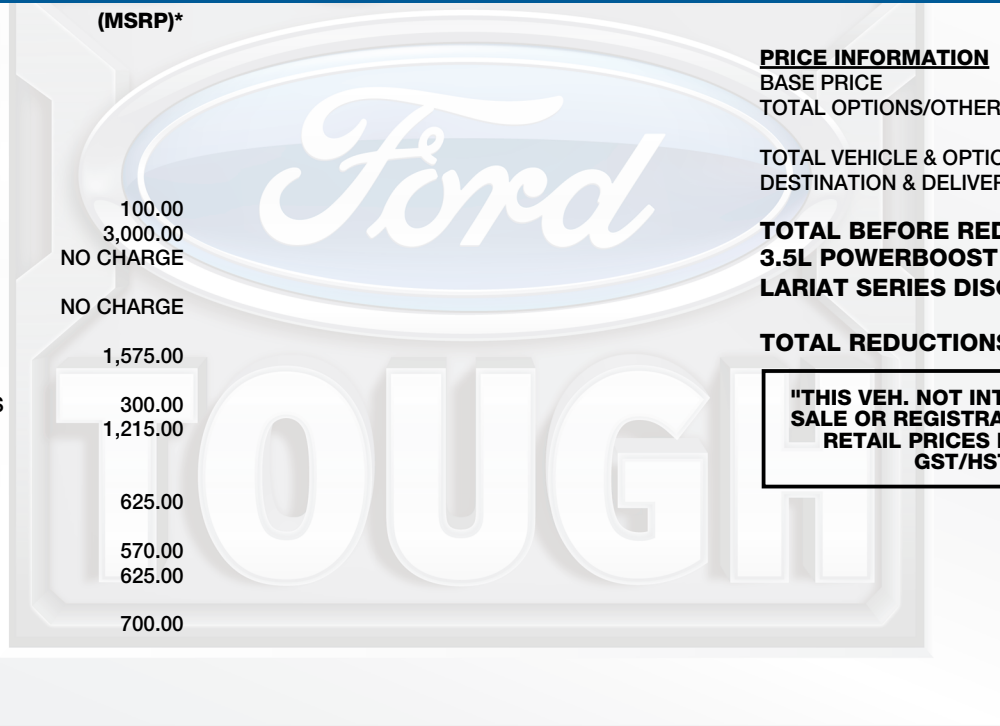 (MSRP)*
100.00
3,000.00
NO CHARGE
NO CHARGE
1,575.00
S 300.00
1,215.00
625.00
570.00
625.00
700.00
Ford
TOUGH
PRICE INFORMATION
BASE PRICE
TOTAL OPTIONS/OTHER
TOTAL VEHICLE & OPTIO
DESTINATION & DELIVER
TOTAL BEFORE RED
3.5L POWERBOOST
LARIAT SERIES DISC
TOTAL REDUCTIONS
"THIS VEH. NOT INT
SALE OR REGISTRA
RETAIL PRICES
GST/HST